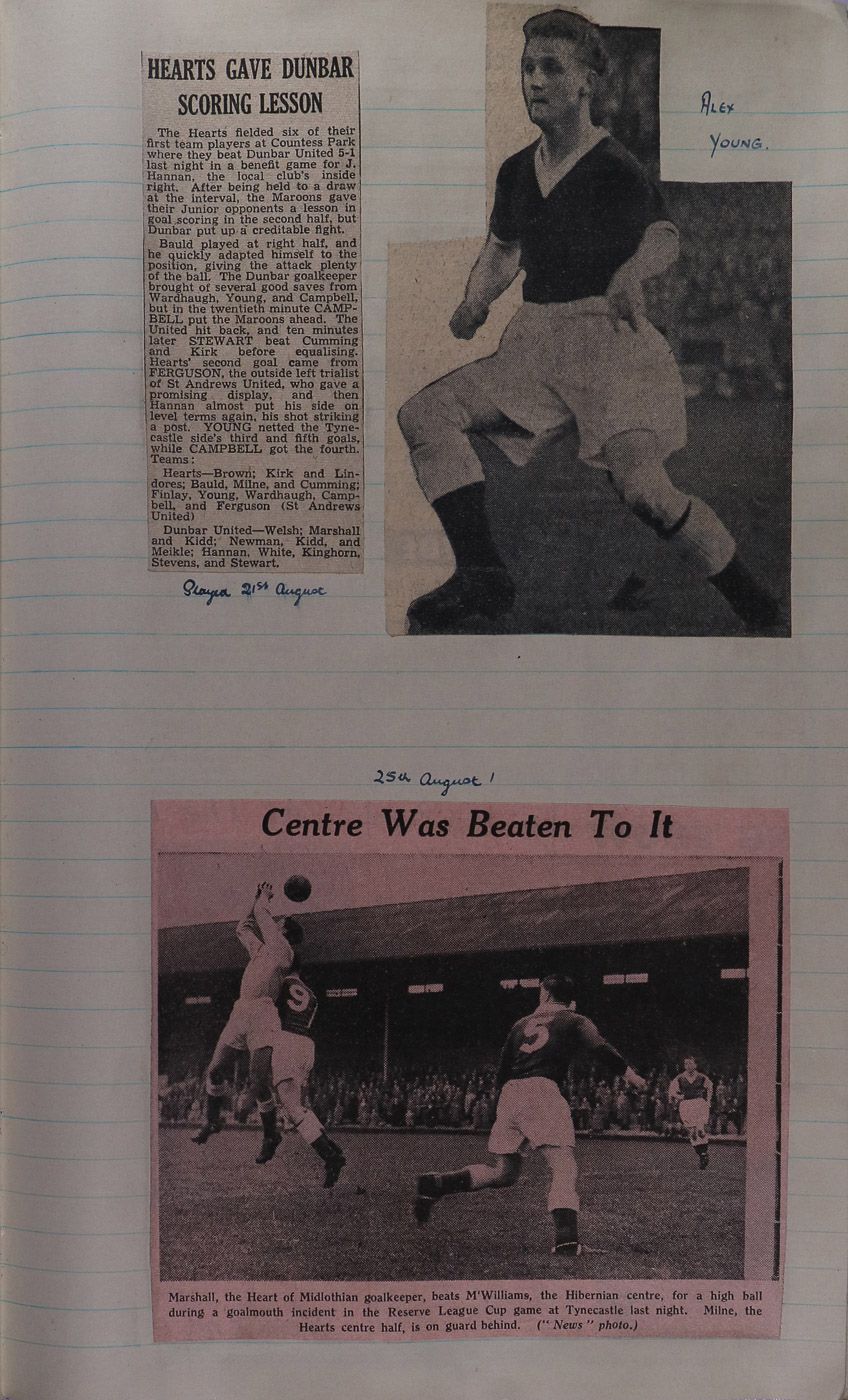 HEARTS GAVE DUNBAR
SCORING LESSON
The Hearts fielded six of their
first team players at Countess Park
where they beat Dunbar United 5-1
last night in a benefit game for J.
Hannan, the local club's inside
right. After being held to a draw
at the interval, the Maroons gave
their Junior opponents a lesson in
goal scoring in the second half, but
Dunbar put up a creditable fight.
Bauld played at right half, and
he quickly adapted himself to the
position, giving the attack plenty
of the ball. The Dunbar goalkeeper
brought of several good saves from
Wardhaugh, Young, and Campbell,
but in the twentieth minute CAMP-
BELL put the Maroons ahead. The
United hit back, and ten minutes
later STEWART beat Cumming
and Kirk before equalising.
Hearts' second goal came from
FERGUSON, the outside left trialist
of St Andrews United, who gave a
promising display, and then
Hannan almost put his side on
level terms again, his shot striking
a post. YOUNG netted the Tyne-
castle side's third and fifth goals,
while CAMPBELL got the fourth.
Teams:
Hearts—Brown; Kirk and Lin-
dores; Bauld, Milne, and Cumming;
Finlay, Young, Wardhaugh, Camp-
bell, and Ferguson (St Andrews
United)
Dunbar United—Welsh; Marshall
and Kidd; Newman, Kidd, and
Meikle; Hannan, White, Kinghorn,
Stevens, and Stewart.
Played 21st August
ALEX
YOUNG.
25th August!
Centre Was Beaten To It
9
5
Marshall, the Heart of Midlothian goalkeeper, beats M'Williams, the Hibernian centre, for a high ball
during a goalmouth incident in the Reserve League Cup game at Tynecastle last night. Milne, the
Hearts centre half, is on guard behind. ("News" photo.)